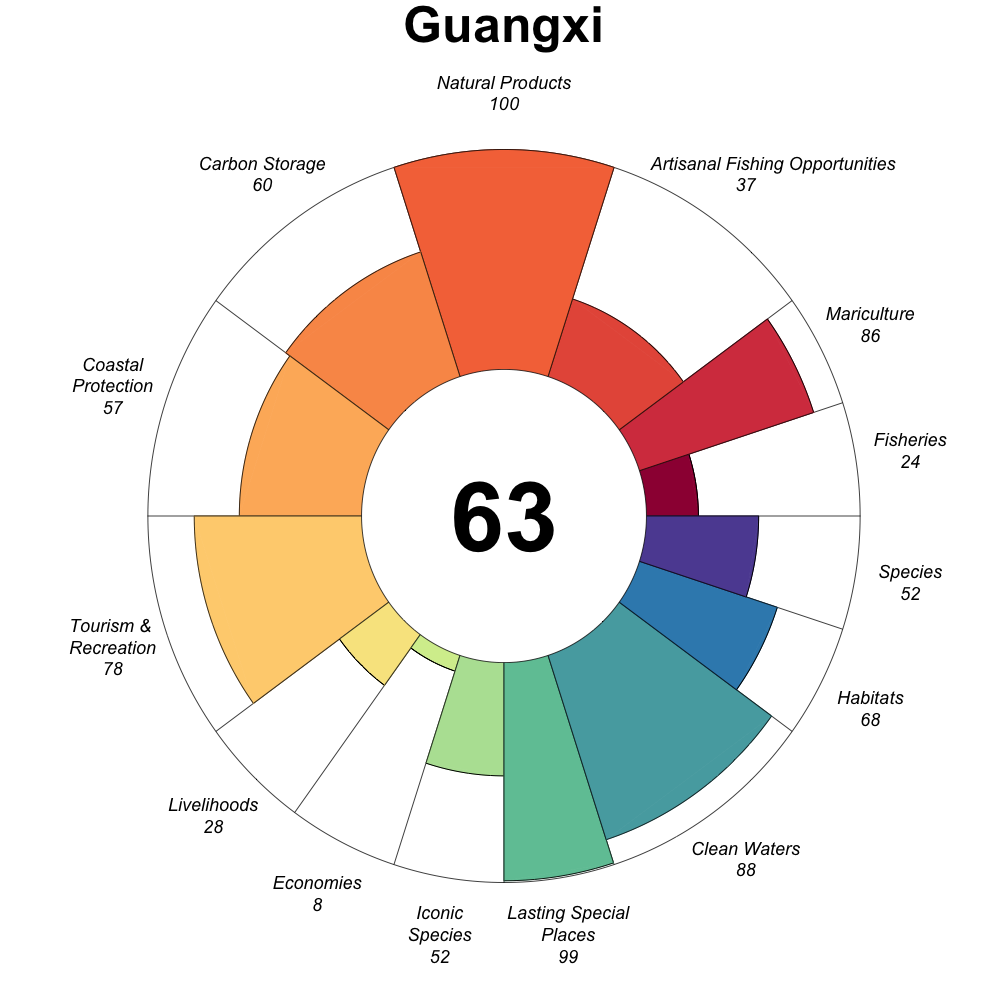 Guangxi
Natural Products
100
Carbon Storage
60
Artisanal Fishing Opportunities
37
Mariculture
86
Coastal
Protection
57
Fisheries
24
63
Species
52
Tourism &
Recreation
78
Habitats
68
Livelihoods
28
Clean Waters
88
Economies
8
Iconic
Species
52
Lasting Special
Places
99